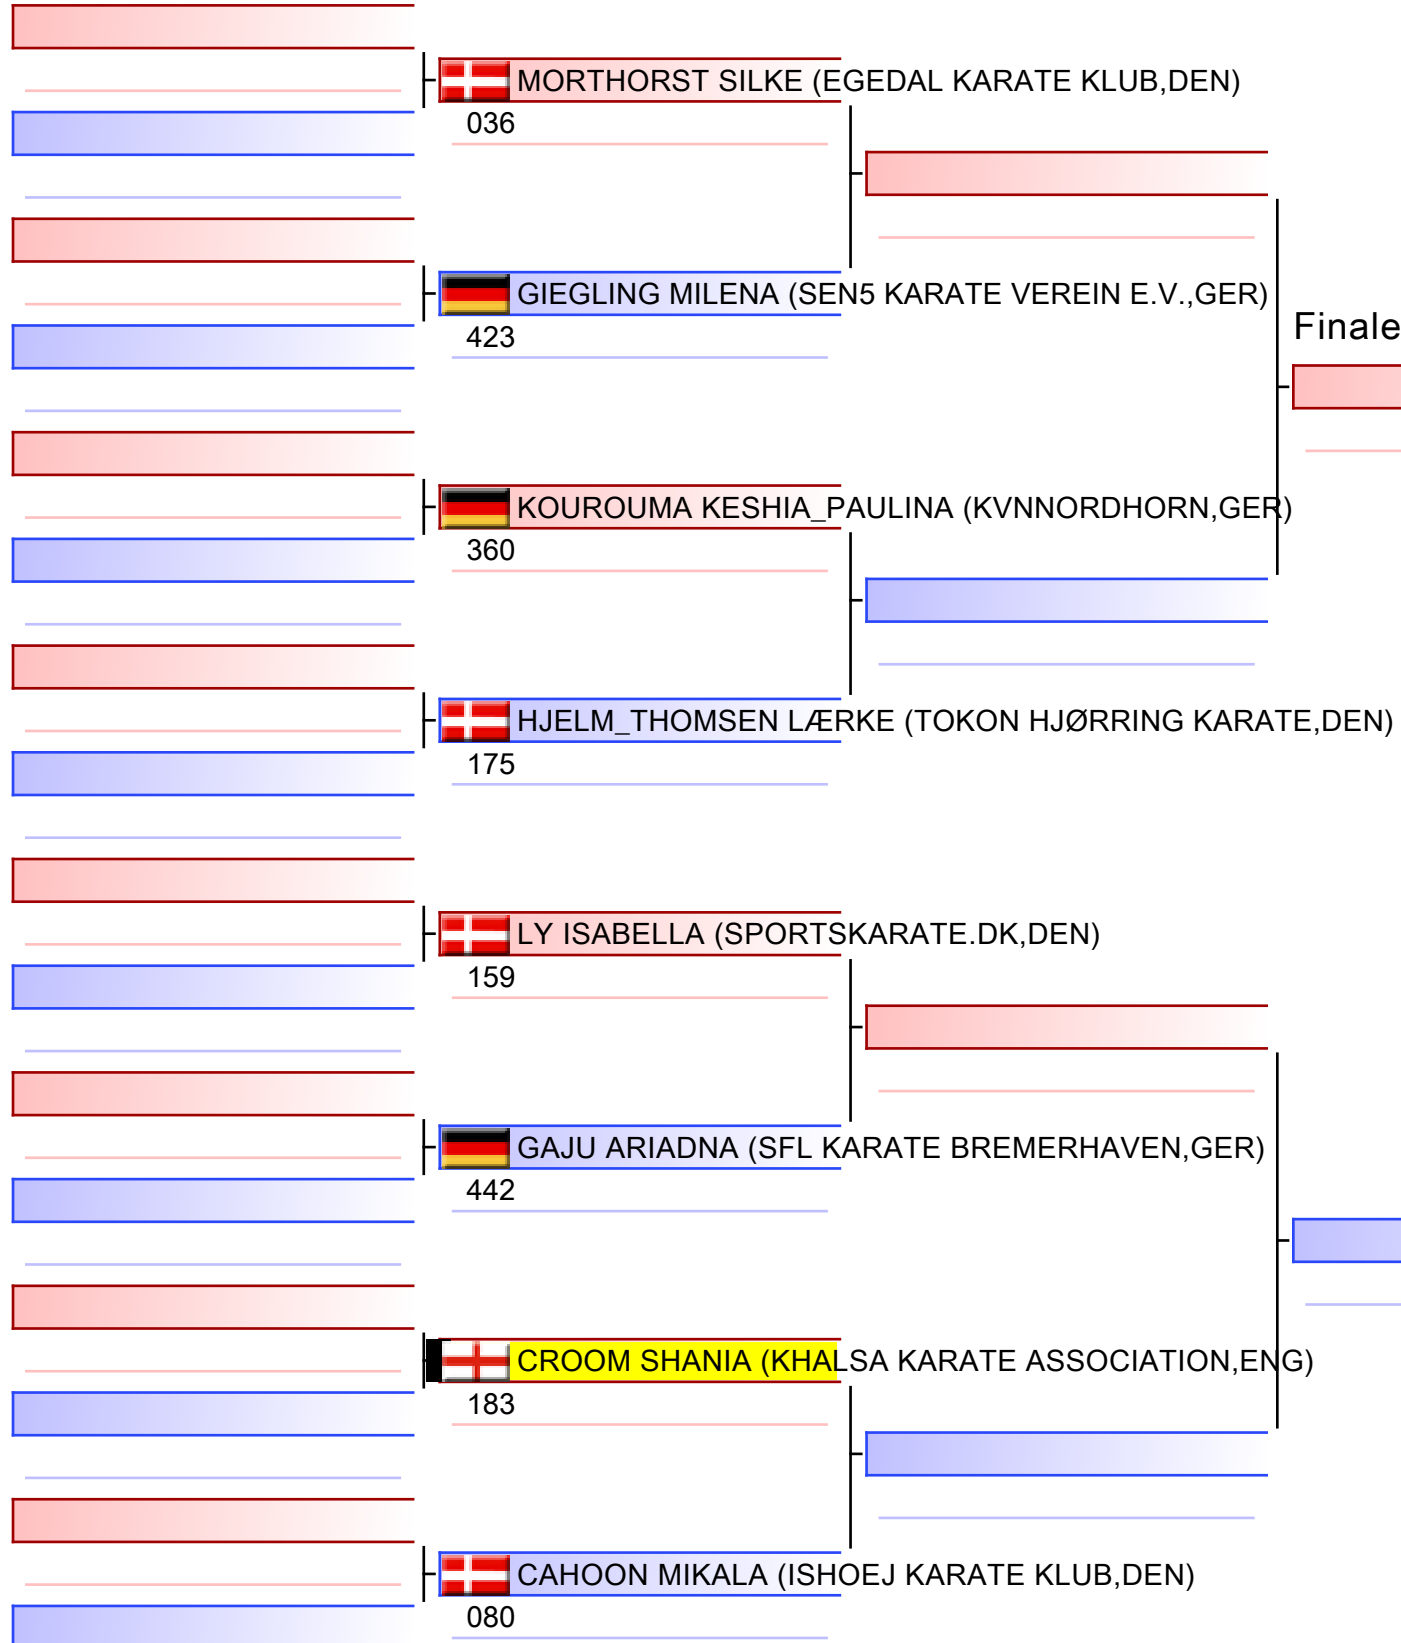 MORTHORST SILKE (EGEDAL KARATE KLUB,DEN)
036
GIEGLING MILENA (SEN5 KARATE VEREIN E.V.,GER)
423
Finale
KOUROUMA KESHIA_PAULINA (KVNNORDHORN,GER)
360
HJELM_THOMSEN LÆRKE (TOKON HJØRRING KARATE,DEN)
175
LY ISABELLA (SPORTSKARATE.DK,DEN)
159
GAJU ARIADNA (SFL KARATE BREMERHAVEN,GER)
442
CROOM SHANIA (KHALSA KARATE ASSOCIATION,ENG)
183
CAHOON MIKALA (ISHOEJ KARATE KLUB,DEN)
080